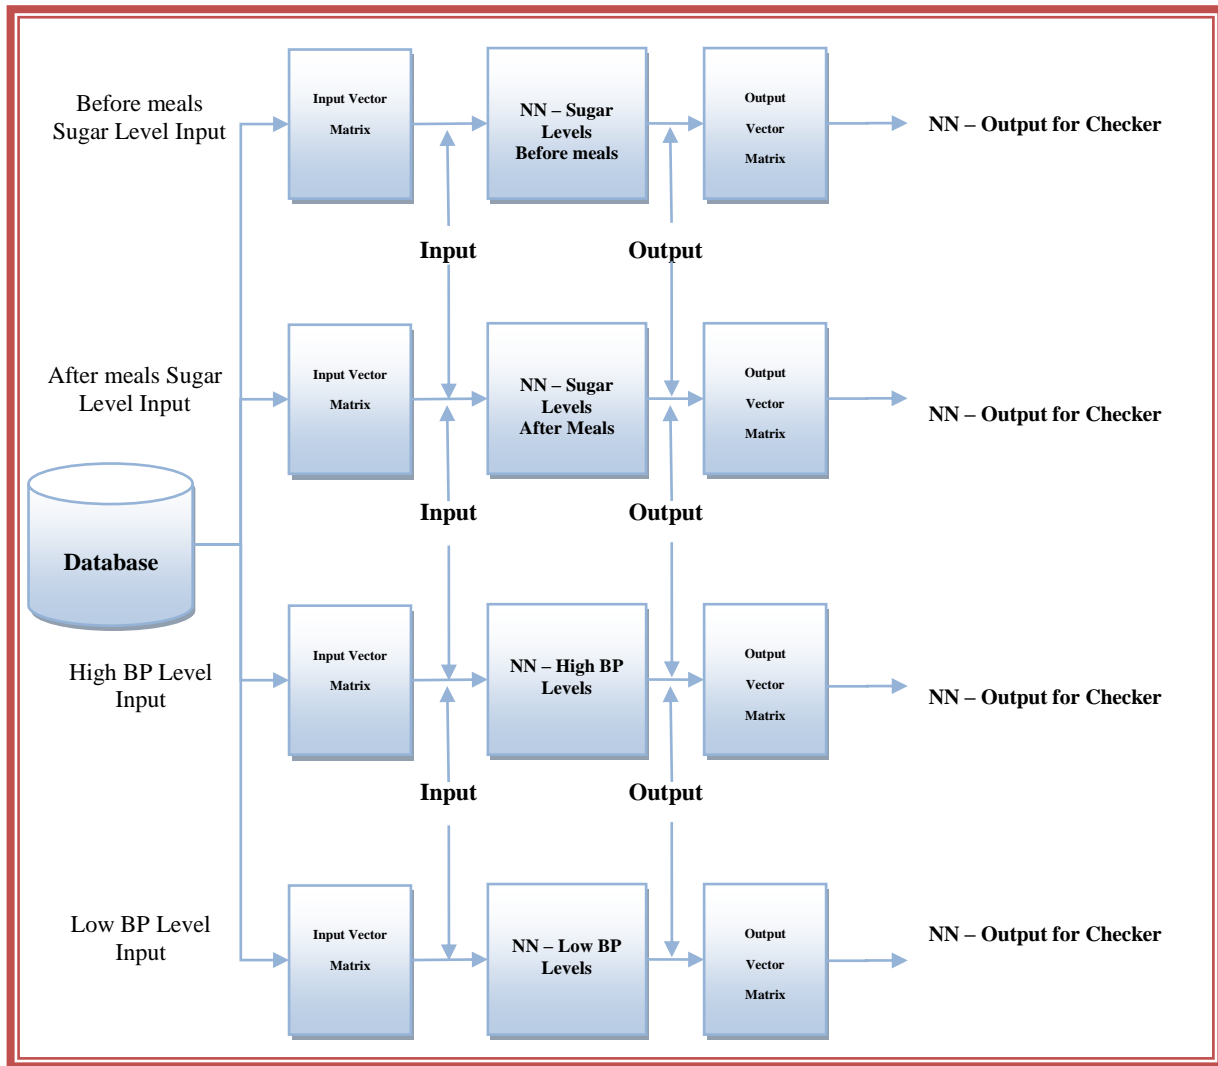 Before meals
Sugar Level Input
Input Vector
Matrix
NN – Sugar
Levels
Before meals
Output
Vector
Matrix
NN – Output for Checker
Input
Output
After meals Sugar
Level Input
Input Vector
Matrix
NN – Sugar
Levels
After Meals
Output
Vector
Matrix
NN – Output for Checker
Database
Input
Output
High BP Level
Input
Input Vector
Matrix
NN – High BP
Levels
Output
Vector
Matrix
NN – Output for Checker
Input
Output
Low BP Level
Input
Input Vector
Matrix
NN – Low BP
Levels
Output
Vector
Matrix
NN – Output for Checker